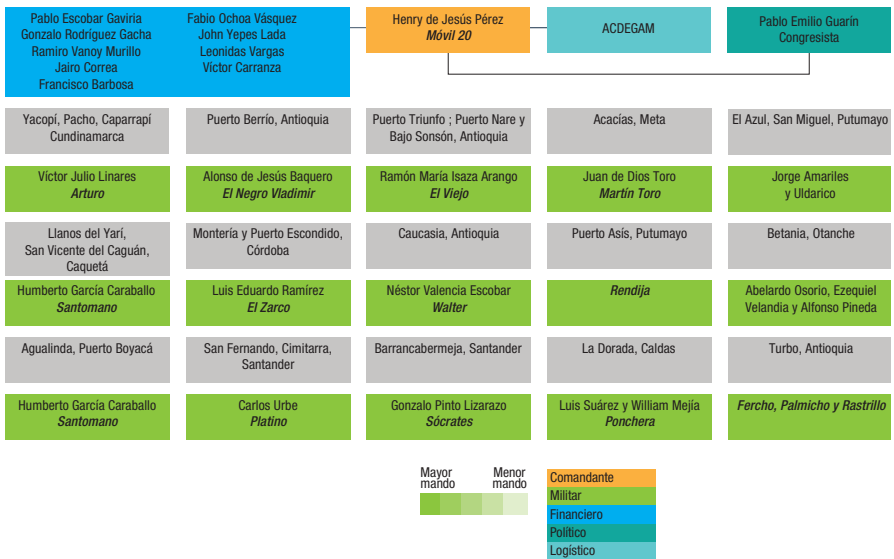 Pablo Escobar Gaviria
Gonzalo Rodríguez Gacha
Ramiro Vanoy Murillo
Jairo Correa
Francisco Barbosa
Fabio Ochoa Vásquez
John Yepes Lada
Leonidas Vargas
Víctor Carranza
Henry de Jesús Pérez
Móvil 20
ACDEGAM
Pablo Emilio Guarín
Congresista
Yacopí, Pacho, Caparrapí
Cundinamarca
Puerto Berrío, Antioquia
Puerto Triunfo ; Puerto Nare y
Bajo Sonsón, Antioquia
Acacías, Meta
El Azul, San Miguel, Putumayo
Víctor Julio Linares
Arturo
Alonso de Jesús Baquero
El Negro Vladimir
Ramón María Isaza Arango
El Viejo
Juan de Dios Toro
Martín Toro
Jorge Amariles
y Uldarico
Llanos del Yarí,
San Vicente del Caguán,
Caquetá
Montería y Puerto Escondido,
Córdoba
Caucasia, Antioquia
Puerto Asís, Putumayo
Betania, Otanche
Humberto García Caraballo
Santomano
Luis Eduardo Ramírez
El Zarco
Néstor Valencia Escobar
Walter
Rendija
Abelardo Osorio, Ezequiel
Velandia y Alfonso Pineda
Agualinda, Puerto Boyacá
San Fernando, Cimitarra,
Santander
Barrancabermeja, Santander
La Dorada, Caldas
Turbo, Antioquia
Humberto García Caraballo
Santomano
Carlos Urbe
Platino
Gonzalo Pinto Lizarazo
Sócrates
Luis Suárez y William Mejía
Ponchera
Fercho, Palmicho y Rastrillo
Mayor
mando
Menor
mando
Comandante
Militar
Financiero
Político
Logístico